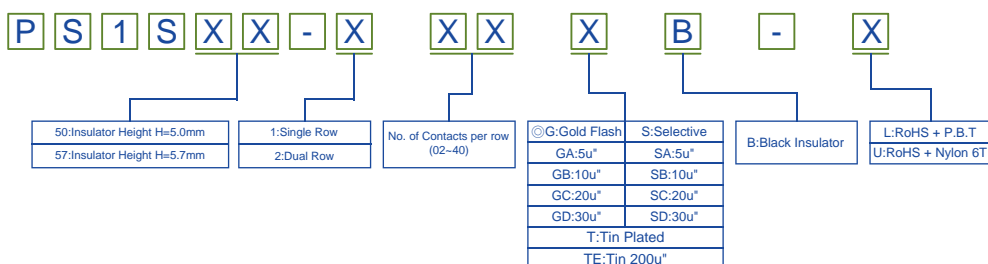 PS1SXX-X XX X B - X
50:Insulator Height H=5.0mm
57:Insulator Height H=5.7mm
1:Single Row
2:Dual Row
No. of Contacts per row
(02~40)
◎G:Gold Flash S:Selective
GA:5u" SA:5u"
GB:10u" SB:10u"
GC:20u" SC:20u"
GD:30u" SD:30u"
T:Tin Plated
TE:Tin 200u"
B:Black Insulator
L:RoHS + P.B.T
U:RoHS + Nylon 6T